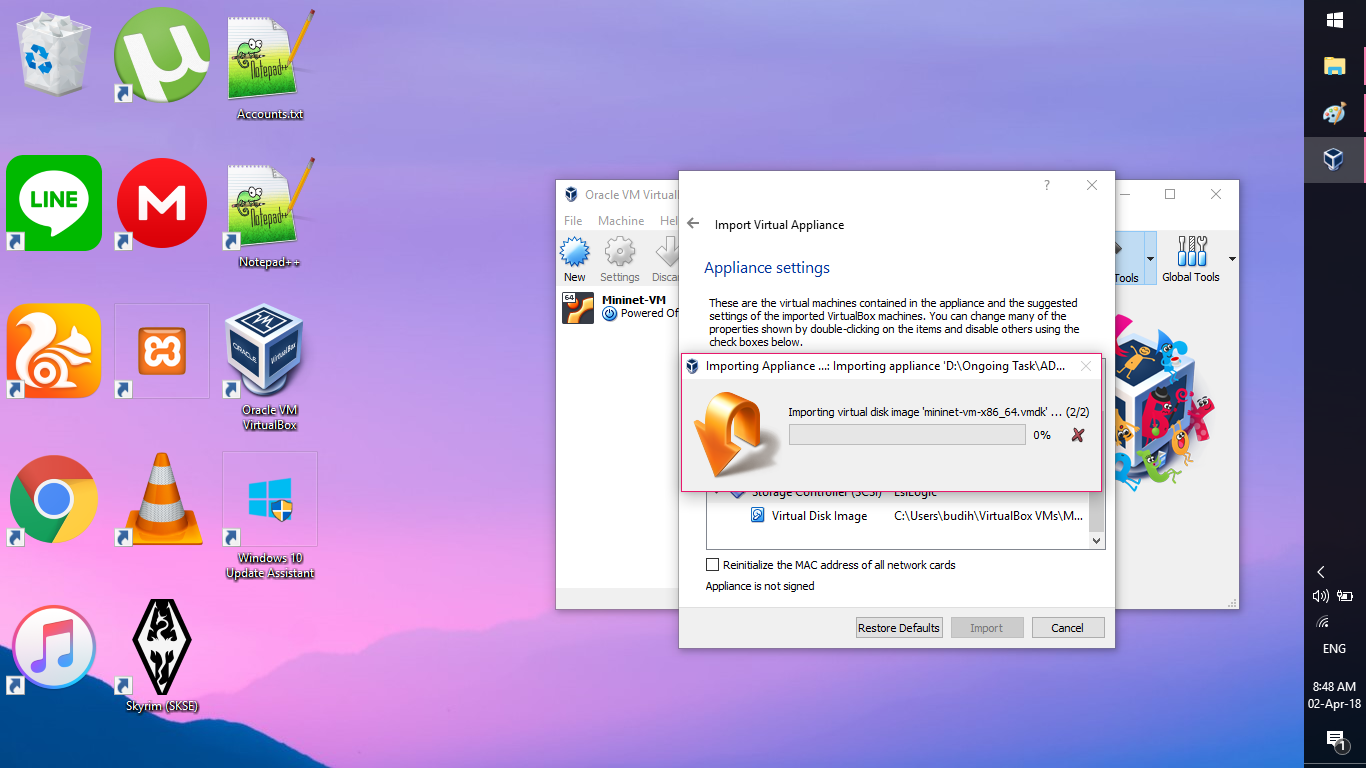 Accounts.txt
LINE
Notepad++
Oracle VM
VirtualBox
Windows 10
Update Assistant
Skyrim (SKSE)
Oracle VM Virtual
File Machine Hel
New Settings Discar
64
Mininet-VM
Powered Of
Tools Global Tools
?
Import Virtual Appliance
Appliance settings
These are the virtual machines contained in the appliance and the suggested
settings of the imported VirtualBox machines. You can change many of the
properties shown by double-clicking on the items and disable others using the
check boxes below.
Importing Appliance ...: Importing appliance 'D:\Ongoing Task\AD...
Importing virtual disk image 'mininet-vm-x86_64.vmdk' ... (2/2)
0%
Storage Controller (SCSI) LsiLogic
Virtual Disk Image C:\Users\budih\VirtualBox VMs\M...
Reinitialize the MAC address of all network cards
Appliance is not signed
Restore Defaults Import Cancel
ENG
8:48 AM
02-Apr-18
1